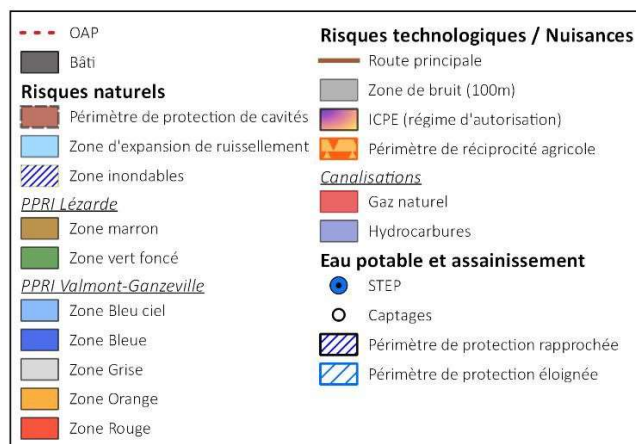 OAP
Bâti
Risques naturels
Périmètre de protection de cavités
Zone d'expansion de ruissellement
Zone inondables
PPRI Lézarde
Zone marron
Zone vert foncé
PPRI Valmont-Ganzeville
Zone Bleu ciel
Zone Bleue
Zone Grise
Zone Orange
Zone Rouge
Risques technologiques / Nuisances
Route principale
Zone de bruit (100m)
ICPE (régime d'autorisation)
Périmètre de réciprocité agricole
Canalisations
Gaz naturel
Hydrocarbures
Eau potable et assainissement
STEP
Captages
Périmètre de protection rapprochée
Périmètre de protection éloignée